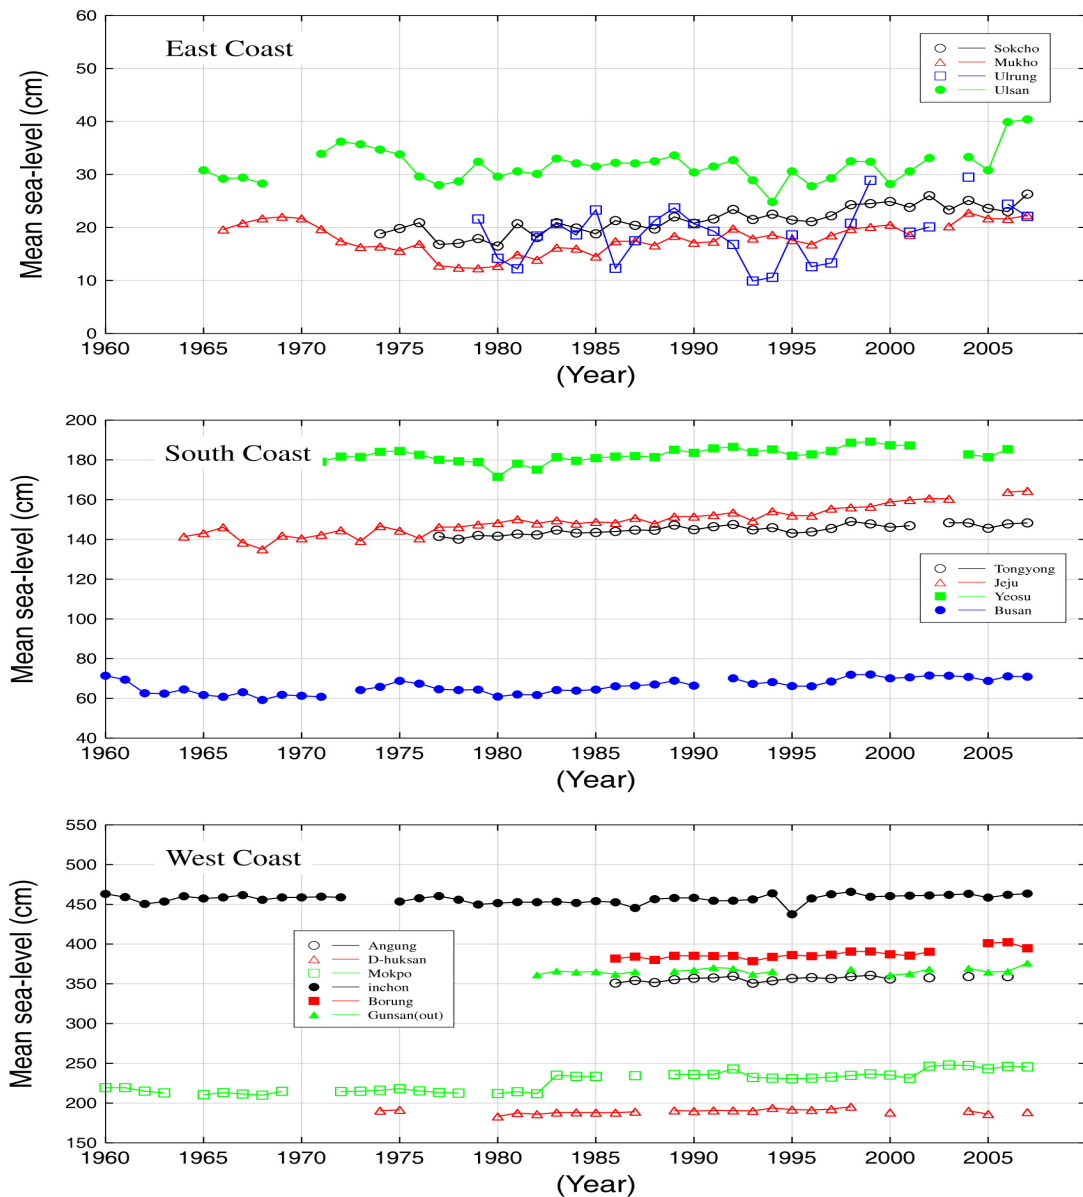 60
East Coast
50
40
30
20
10
0
Mean sea-level (cm)
Sokcho
Mukho
Ulrung
Ulsan
1960 1965 1970 1975 1980 1985 1990 1995 2000 2005
(Year)
200
South Coast
180
160
140
120
100
80
60
40
Mean sea-level (cm)
Tongyong
Jeju
Yeosu
Busan
1960 1965 1970 1975 1980 1985 1990 1995 2000 2005
(Year)
550
West Coast
500
450
400
350
300
250
200
150
Mean sea-level (cm)
Angung
D-huksan
Mokpo
inchon
Borung
Gunsan(out)
1960 1965 1970 1975 1980 1985 1990 1995 2000 2005
(Year)